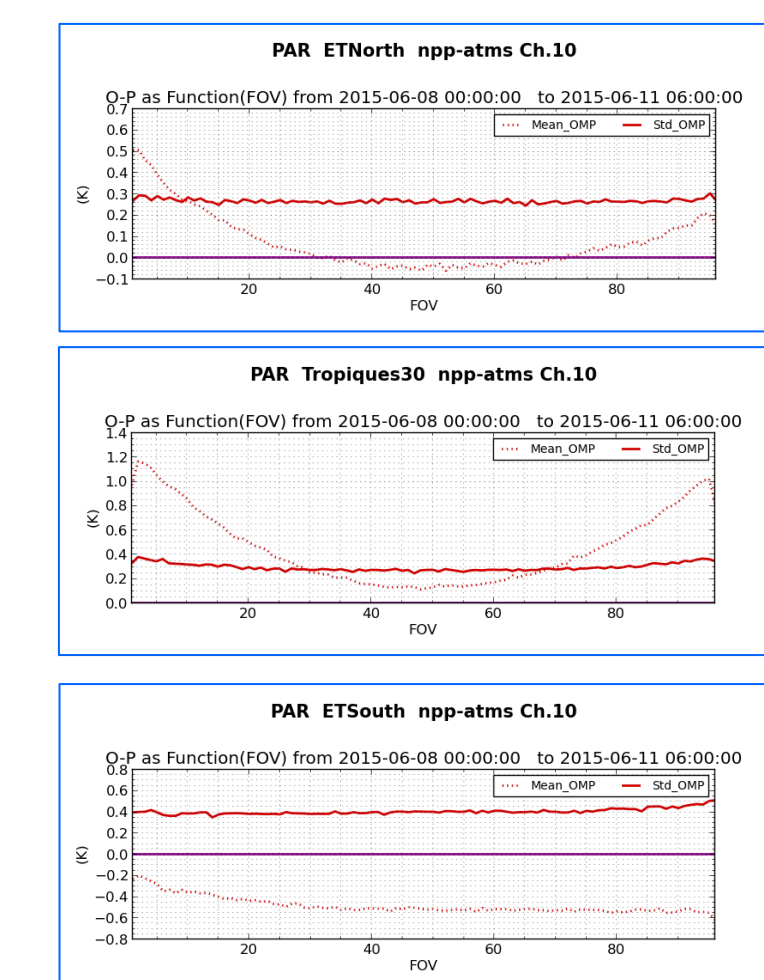 PAR ETNorth npp-atms Ch.10
O-P as Function(FOV) from 2015-06-08 00:00:00 to 2015-06-11 06:00:00
Mean_OMP Std_OMP
0.7
0.6
0.5
0.4
0.3
0.2
0.1
0.0
−0.1
(K)
20 40 60 80
FOV
PAR Tropiques30 npp-atms Ch.10
O-P as Function(FOV) from 2015-06-08 00:00:00 to 2015-06-11 06:00:00
Mean_OMP Std_OMP
1.4
1.2
1.0
0.8
0.6
0.4
0.2
0.0
(K)
20 40 60 80
FOV
PAR ETSouth npp-atms Ch.10
O-P as Function(FOV) from 2015-06-08 00:00:00 to 2015-06-11 06:00:00
Mean_OMP Std_OMP
0.8
0.6
0.4
0.2
0.0
−0.2
−0.4
−0.6
−0.8
(K)
20 40 60 80
FOV